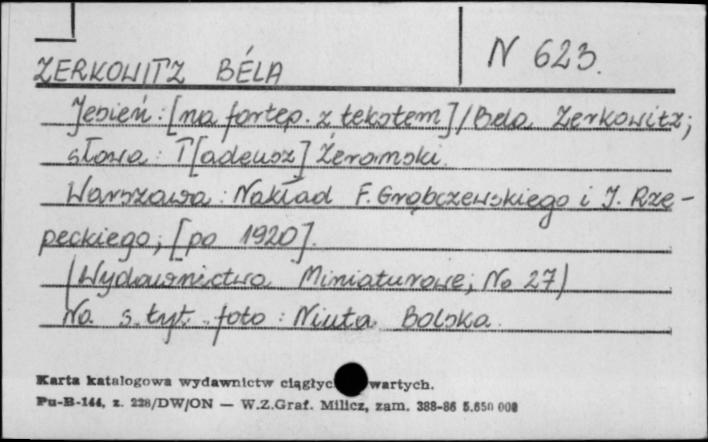 ZERKOWITZ BÉLA
N 623.
Jesień : [na fortep. z tekstem] / Bela Zerkowitz;
słowa : T[adeusz] Żeromski.
Warszawa : Nakład F. Grąbczewskiego i J. Rze-
peckiego, [po 1920].
(Wydawnictwa Miniaturowe; No 27)
Na s. tyt. foto : Niuta Bolska.
Karta katalogowa wydawnictw ciągłyc wartych.
Pu-B-144, z. 228/DW/ON — W.Z.Graf. Milicz, zam. 388-86 5.650 000